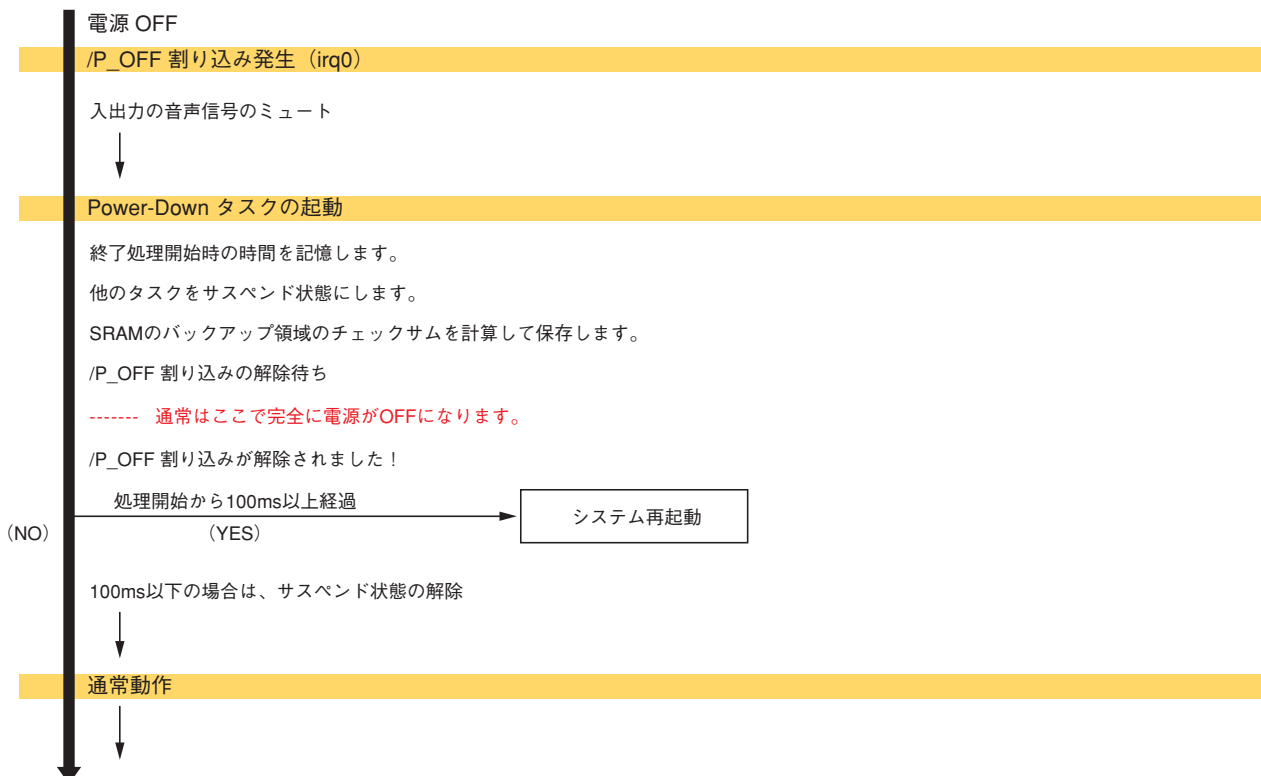 電源 OFF
/P_OFF 割り込み発生（irq0）
入出力の音声信号のミュート
Power-Down タスクの起動
終了処理開始時の時間を記憶します。
他のタスクをサスペンド状態にします。
SRAMのバックアップ領域のチェックサムを計算して保存します。
/P_OFF 割り込みの解除待ち
------- 通常はここで完全に電源がOFFになります。
/P_OFF 割り込みが解除されました！
処理開始から100ms以上経過
システム再起動
（NO）
（YES）
100ms以下の場合は、サスペンド状態の解除
通常動作